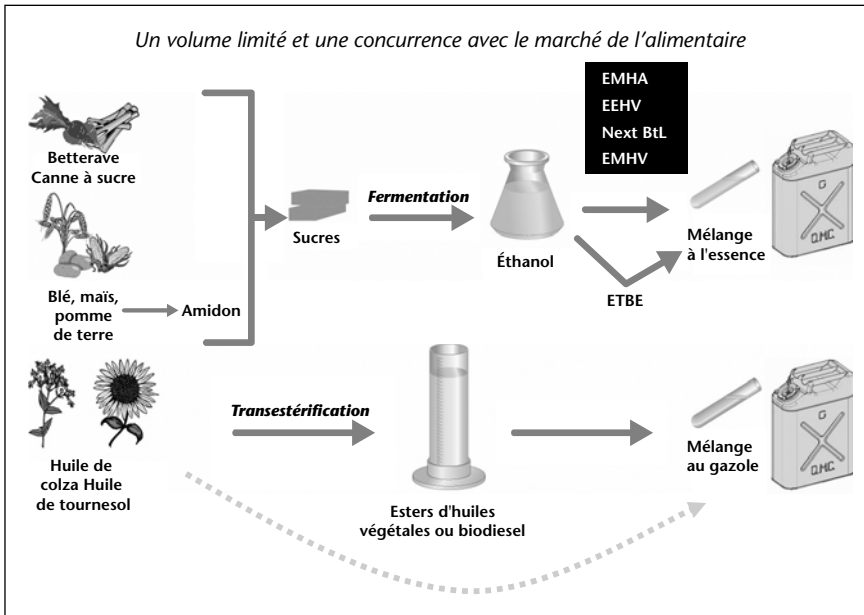 Un volume limité et une concurrence avec le marché de l'alimentaire
EMHA
EEHV
Next BtL
EMHV
Betterave
Canne à sucre
Fermentation
Sucres
Éthanol
Mélange
à l'essence
G
Q.M.C.
ETBE
Blé, maïs,
pomme
de terre
Amidon
Transestérification
Huile de
colza Huile
de tournesol
Esters d'huiles
végétales ou biodiesel
Mélange
au gazole
G
Q.M.C.